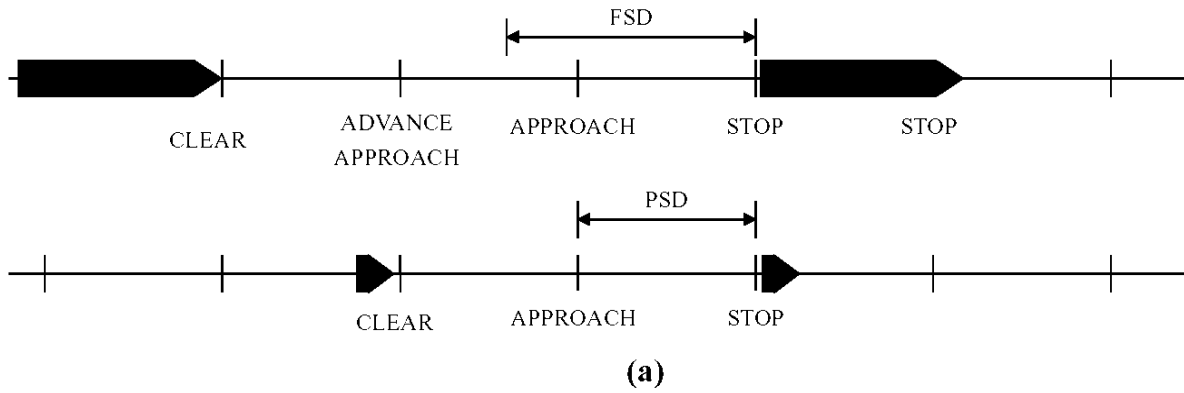 FSD
CLEAR
ADVANCE
APPROACH
APPROACH
STOP
STOP
PSD
CLEAR
APPROACH
STOP
(a)